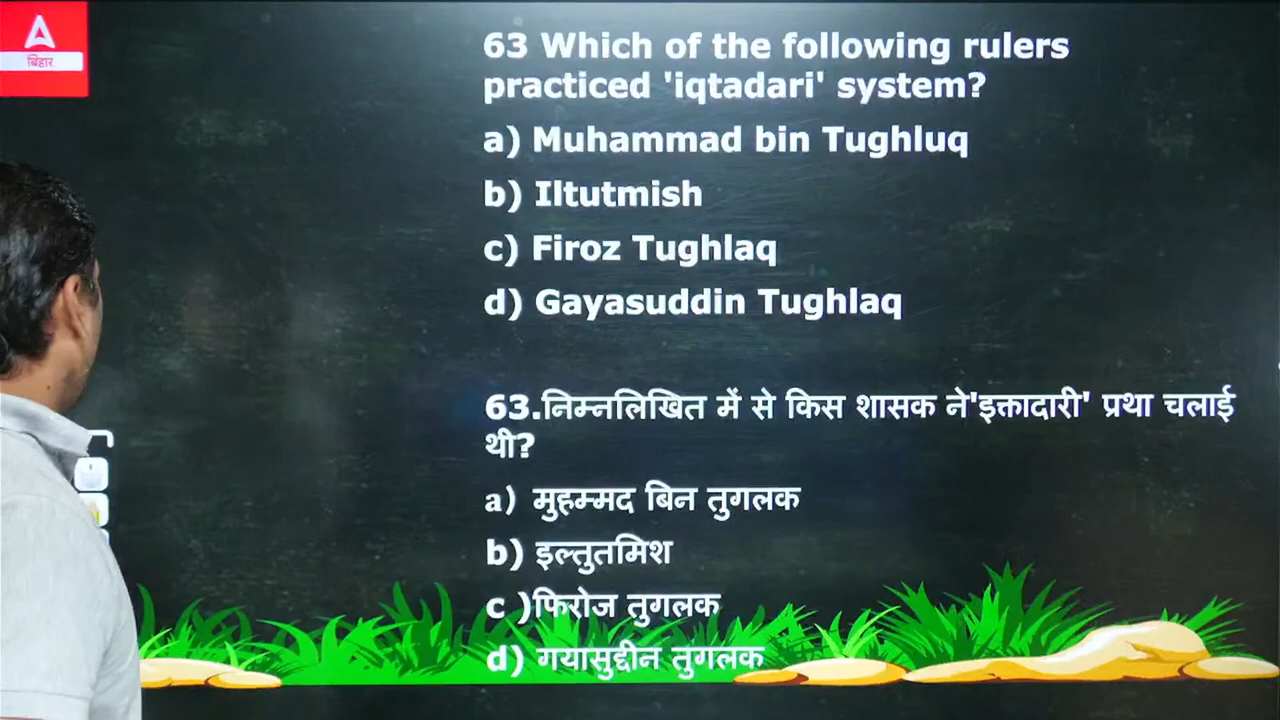 बिहार
63 Which of the following rulers
practiced 'iqtadari' system?
a) Muhammad bin Tughluq
b) Iltutmish
c) Firoz Tughlaq
d) Gayasuddin Tughlaq
63.निम्नलिखित में से किस शासक ने'इक्तादारी' प्रथा चलाई
थी?
a) मुहम्मद बिन तुगलक
b) इल्तुतमिश
c )फिरोज तुगलक
d) गयासुद्दीन तुगलक